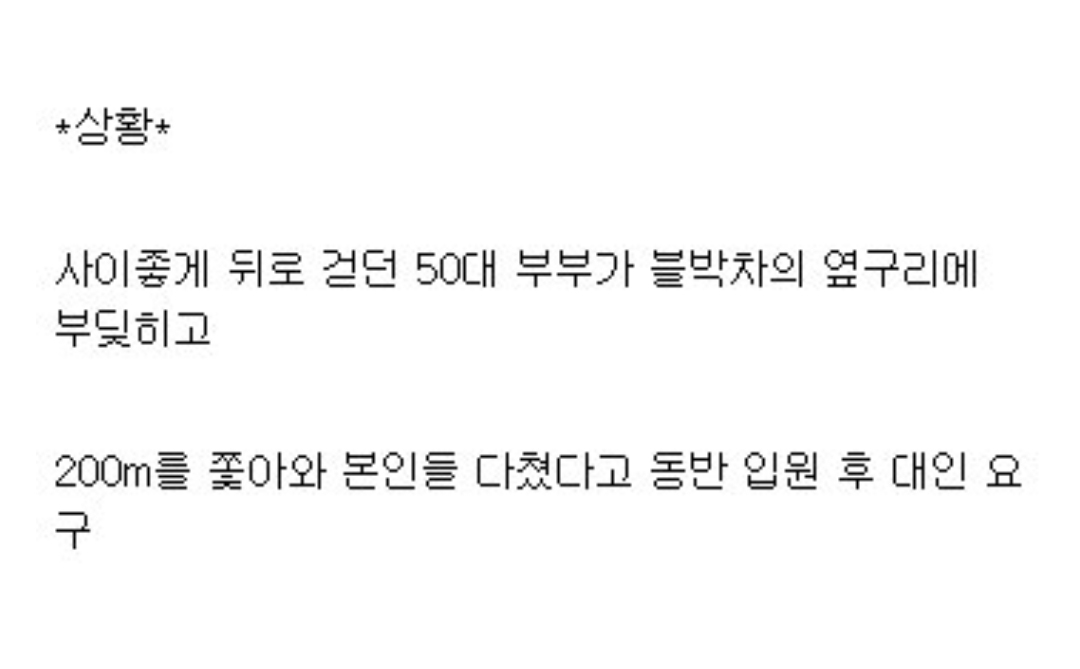 *상황*
사이좋게 뒤로 걷던 50대 부부가 블박차의 옆구리에
부딪히고
200m를 쫓아와 본인들 다쳤다고 동반 입원 후 대인 요
구